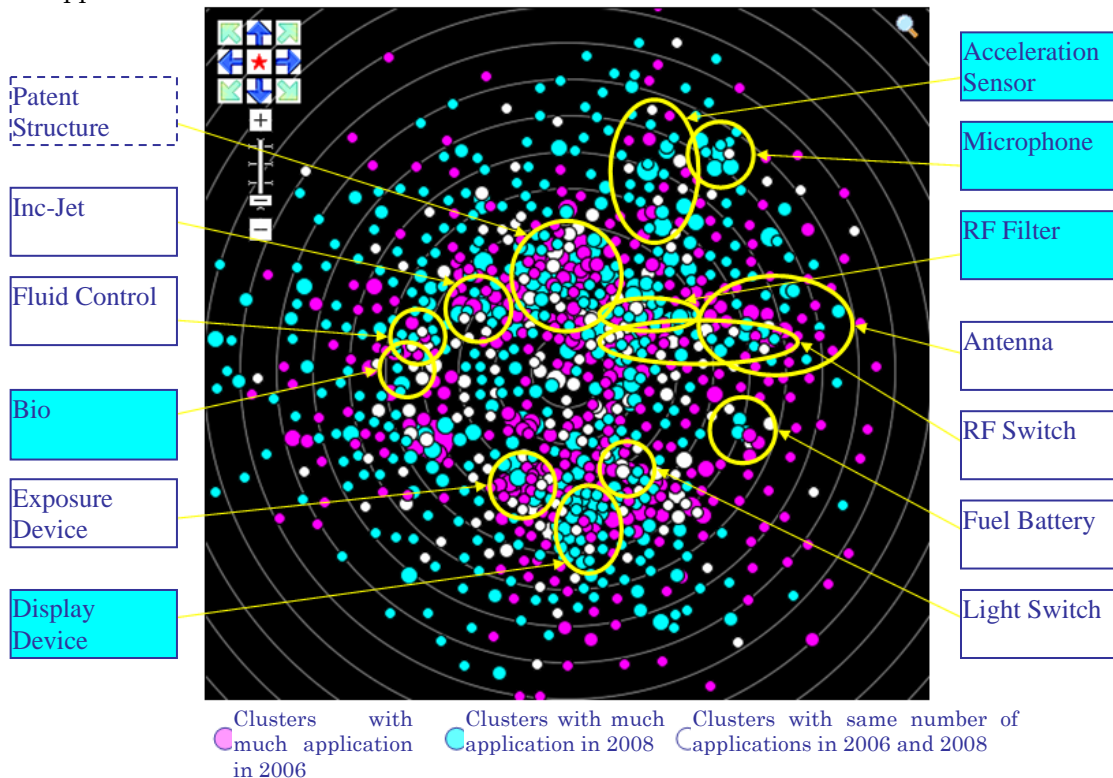 Patent
Structure
Inc-Jet
Fluid Control
Bio
Exposure
Device
Display
Device
Acceleration
Sensor
Microphone
RF Filter
Antenna
RF Switch
Fuel Battery
Light Switch
Clusters with
much application
in 2006
Clusters with much
application in 2008
Clusters with same number of
applications in 2006 and 2008